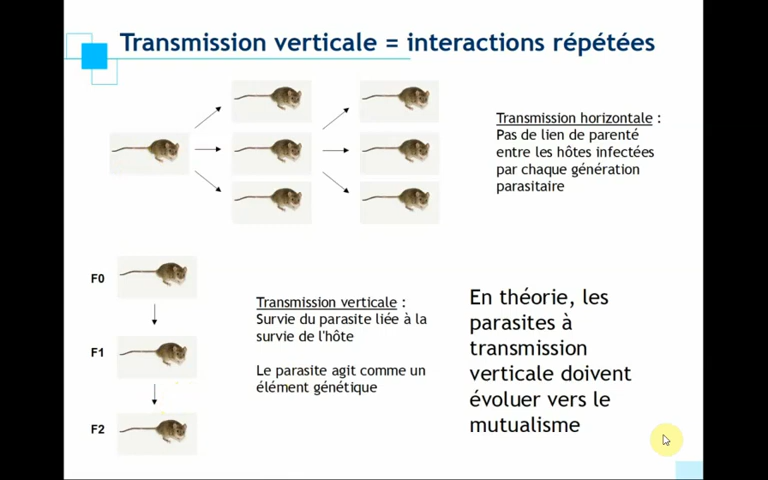 Transmission verticale = interactions répétées
Transmission horizontale :
Pas de lien de parenté
entre les hôtes infectées
par chaque génération
parasitaire
F0
F1
F2
Transmission verticale :
Survie du parasite liée à la
survie de l'hôte
Le parasite agit comme un
élément génétique
En théorie, les
parasites à
transmission
verticale doivent
évoluer vers le
mutualisme